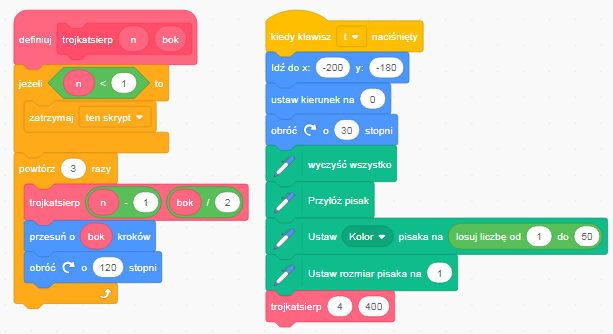 definiuj trojkatsierp n bok
jeżeli n < 1 to
zatrzymaj ten skrypt
powtórz 3 razy
trojkatsierp n - 1 bok / 2
przesuń o bok kroków
obróć o 120 stopni
kiedy klawisz t naciśnięty
Idź do x: -200 y: -180
ustaw kierunek na 0
obróć o 30 stopni
wyczyść wszystko
Przyłóż pisak
Ustaw Kolor pisaka na losuj liczbę od 1 do 50
Ustaw rozmiar pisaka na 1
trojkatsierp 4 400